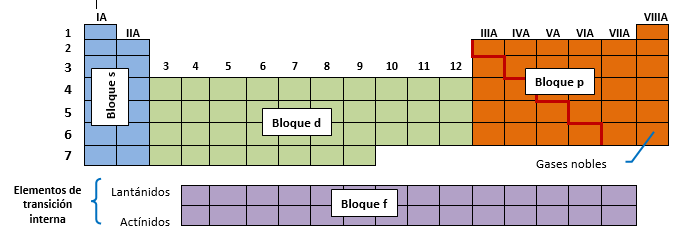 IA
VIIIA
1
IIA
IIIA IVA VA VIA VIIA
2
3
3 4 5 6 7 8 9 10 11 12
Bloque s
Bloque p
4
5
Bloque d
6
7
Gases nobles
Elementos de
transición
interna
Lantánidos
Bloque f
Actínidos